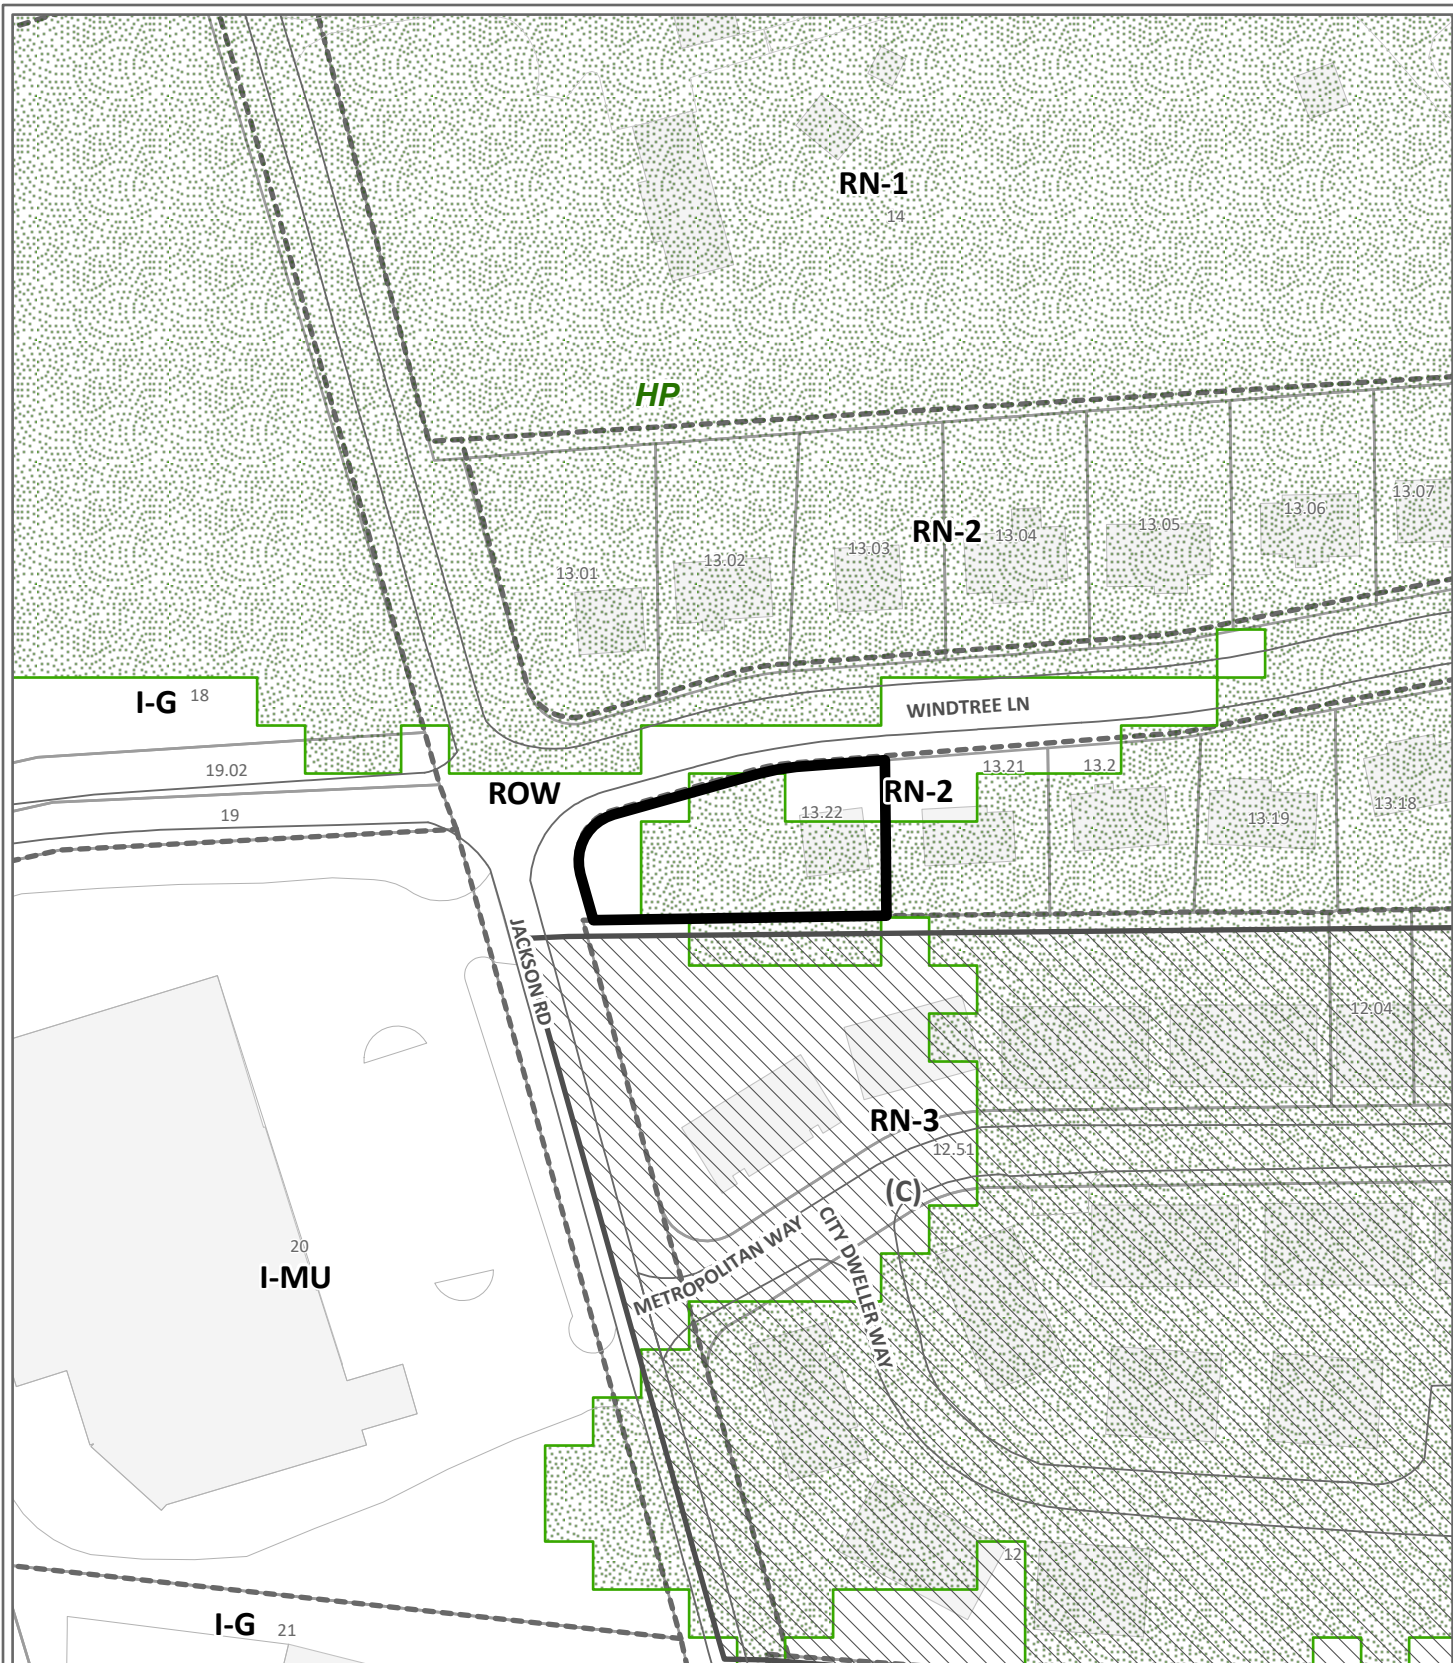 RN-1
14
HP
13.07
13.06
13.05
RN-2
13.04
13.03
13.02
13.01
I-G
18
WINDTREE LN
19.02
13.21
13.2
ROW
RN-2
13.18
19
13.22
13.19
JACKSON RD
12.04
RN-3
12.51
(C)
METROPOLITAN WAY
CITY DWELLER WAY
20
I-MU
12
I-G
21